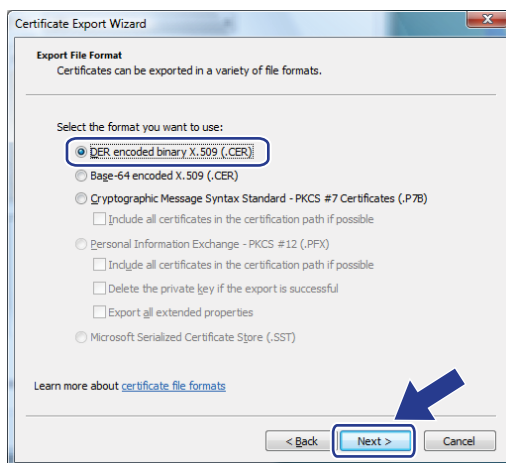 Certificate Export Wizard
Export File Format
Certificates can be exported in a variety of file formats.
Select the format you want to use:
DER encoded binary X.509 (.CER)
Base-64 encoded X.509 (.CER)
Cryptographic Message Syntax Standard - PKCS #7 Certificates (.P7B)
Include all certificates in the certification path if possible
Personal Information Exchange - PKCS #12 (.PFX)
Include all certificates in the certification path if possible
Delete the private key if the export is successful
Export all extended properties
Microsoft Serialized Certificate Store (.SST)
Learn more about certificate file formats
< Back Next > Cancel